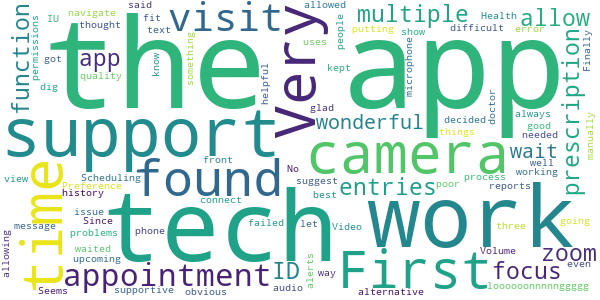 IU navigate said fit allowed visit multiple Health allow
permissions thought text people difficult error
function got app something uses putting show Finally
the app
quality know kept microphone
dig helpful Very glad decided doctor always prescription
support wonderful things good needed manually
time camera wait well
view Scheduling front found No entries poor process working
Preference history suggest reports
tech work
message Since issue connect best
problems phone failed let Video First three going
allowing waited upcoming alerts way Volume zoom
appointment ID focus
Seems supportive obvious audio alternative loooooonnnnnggggg even